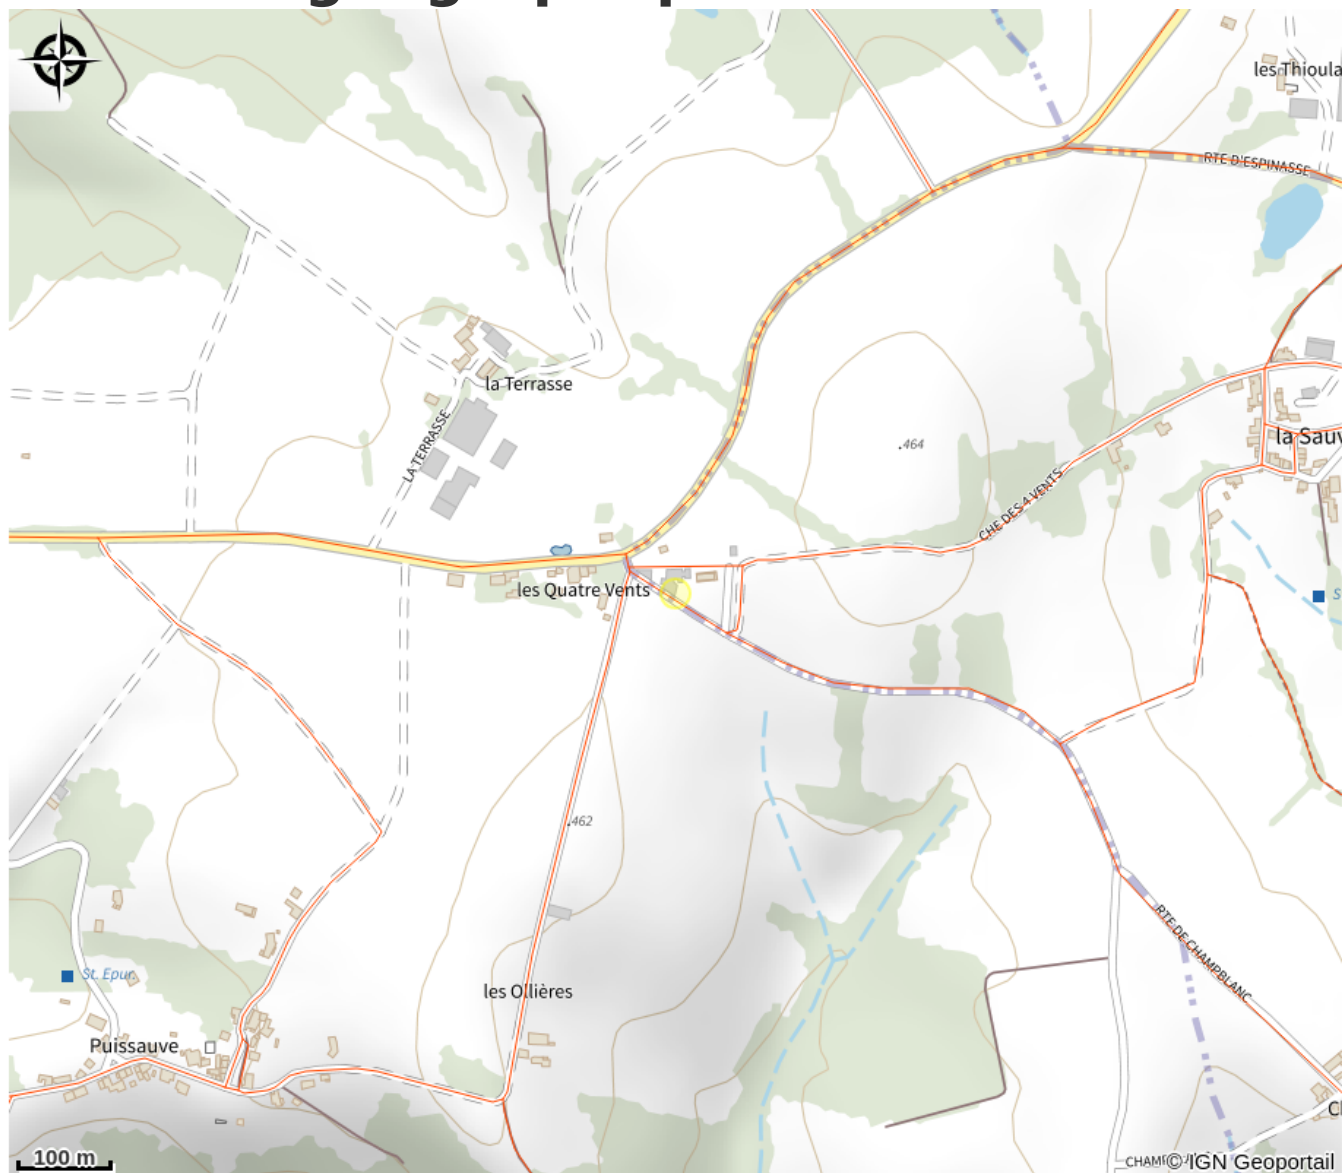 les Thioula
RTE D'ESPINASSE
la Terrasse
LA TERRASSE
.464
la Sauv
CHE DES 4 VENTS
les Quatre Vents
S
.462
RTE DE CHAMPBLANC
St. Epur.
les Ollières
Puissauve
100 m
© IGN Geoportail